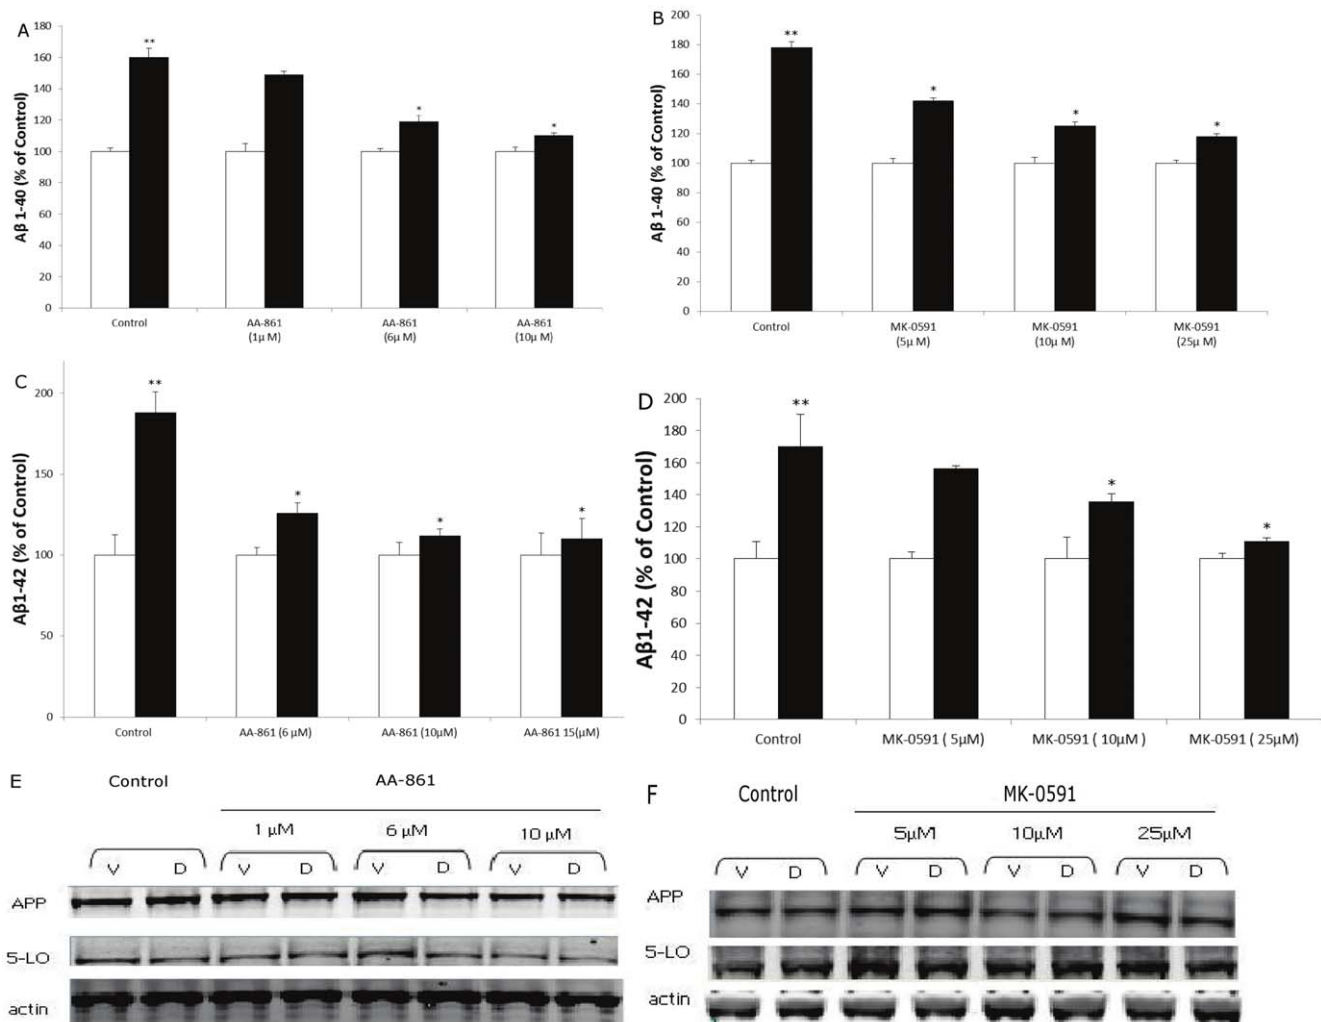 A
Aβ 1-40 (% of Control)
180
160
140
120
100
80
60
40
20
0
**
*
*
Control
AA-861
(1μ M)
AA-861
(6μ M)
AA-861
(10μ M)
B
Aβ 1-40 (% of Control)
200
180
160
140
120
100
80
60
40
20
0
**
*
*
*
Control
MK-0591
(5μ M)
MK-0591
(10μ M)
MK-0591
(25μ M)
C
Aβ1-42 (% of Control)
200
150
100
50
0
**
*
*
*
Control
AA-861 (6 μM)
AA-861 (10μM)
AA-861 15(μM)
D
Aβ1-42 (% of Control)
200
180
160
140
120
100
80
60
40
20
0
**
*
*
Control
MK-0591 ( 5μM)
MK-0591 ( 10μM )
MK-0591 ( 25μM)
E
Control
AA-861
1 μM
6 μM
10 μM
V D V D V D V D
APP
5-LO
actin
F
Control
MK-0591
5μM
10μM
25μM
V D V D V D V D
APP
5-LO
actin